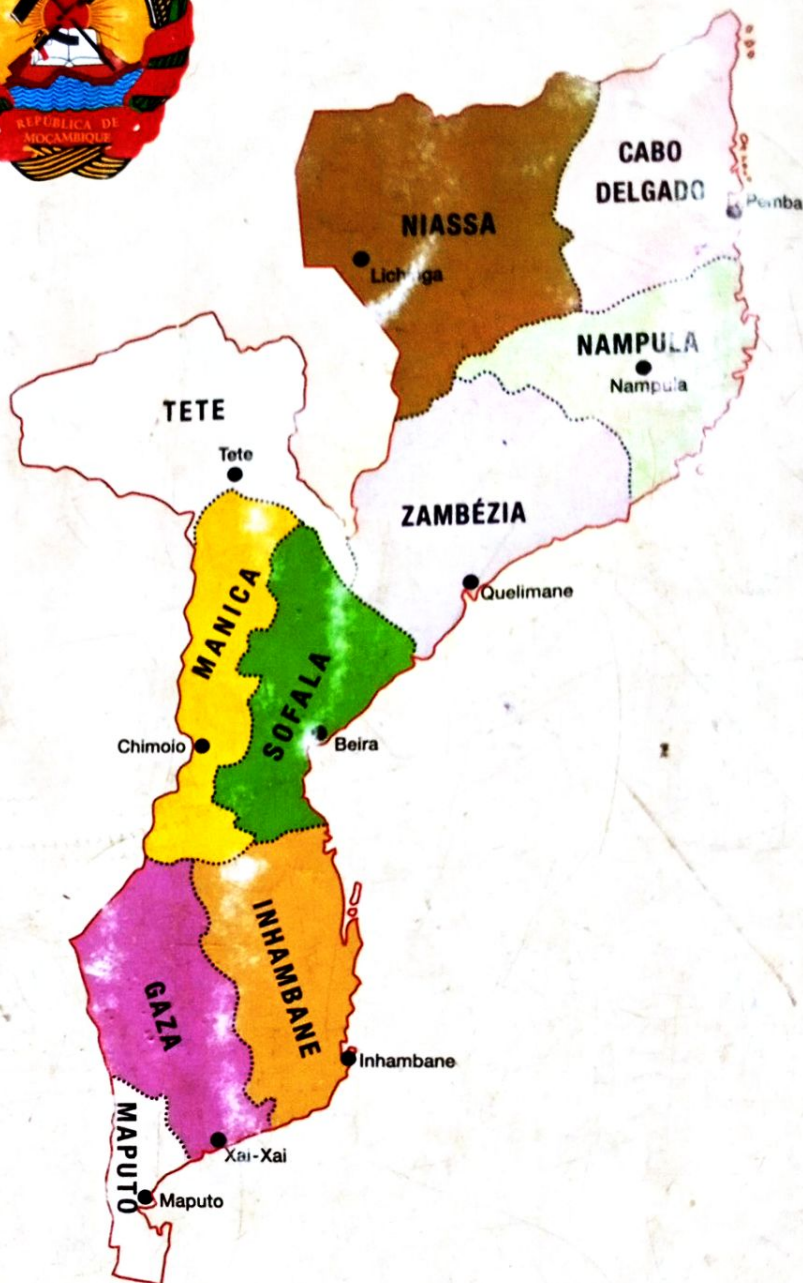 REPÚBLICA DE
MOÇAMBIQUE
CABO
DELGADO
Pemba
NIASSA
NAMPULA
Nampula
TETE
Tete
ZAMBÉZIA
Quelimane
MANICA
SOFALA
Chimoio
Beira
INHAMBANE
GAZA
Inhambane
Xai-Xai
MAPUTO
Maputo